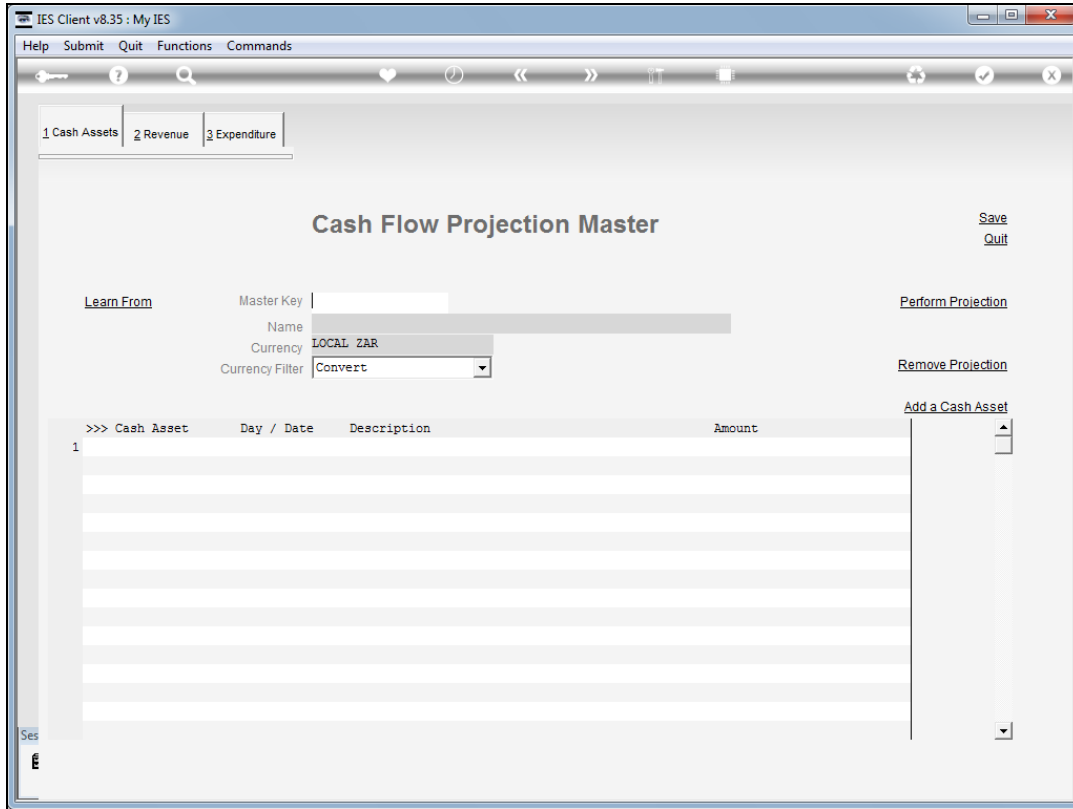 IES Client v8.35 : My IES
Help Submit Quit Functions Commands
1 Cash Assets 2 Revenue 3 Expenditure
Cash Flow Projection Master
Save
Quit
Learn From Master Key Perform Projection
Name
Currency LOCAL ZAR
Currency Filter Convert Remove Projection
Add a Cash Asset
>>> Cash Asset Day / Date Description Amount
1
Ses